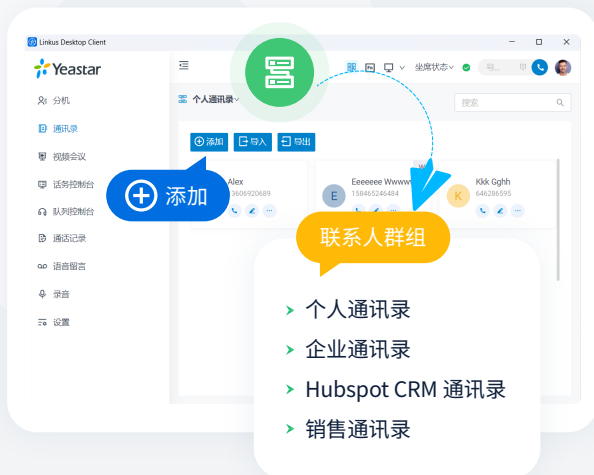 Linkus Desktop Client
Yeastar
坐席状态
分机
通讯录
视频会议
话务控制台
队列控制台
通话记录
语音留言
录音
设置
个人通讯录
搜索
添加
导入
导出
添加
Alex
3606920689
E
Eeeeeee Wwwww
158465246484
K
Kkk Gghh
646286595
联系人群组
个人通讯录
企业通讯录
Hubspot CRM 通讯录
销售通讯录